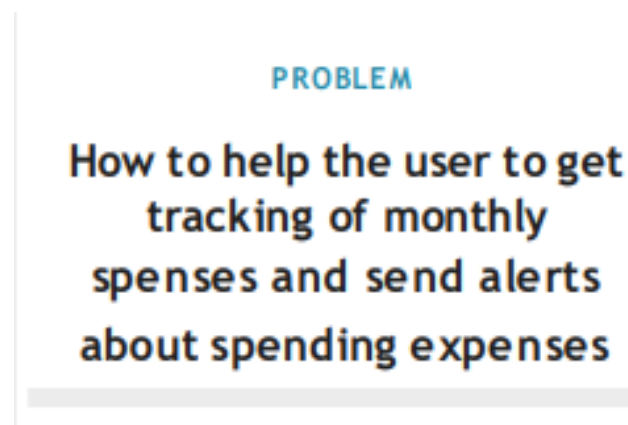 PROBLEM
How to help the user to get
tracking of monthly
spenses and send alerts
about spending expenses